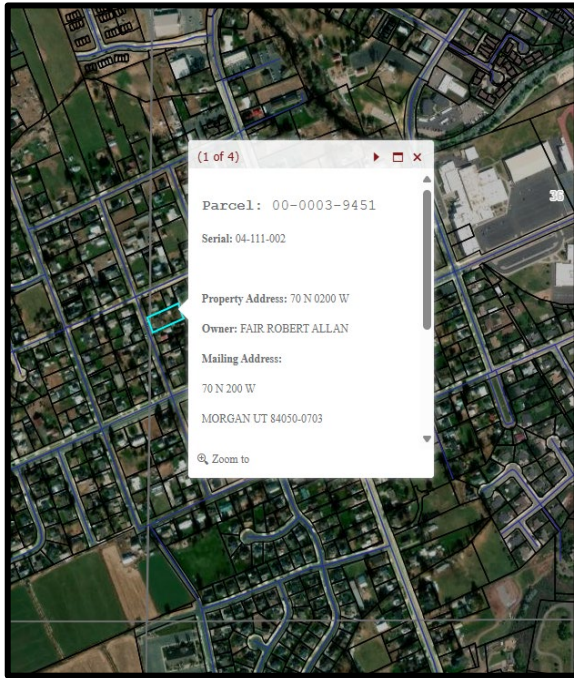 (1 of 4)
Parcel: 00-0003-9451
Serial: 04-111-002
36
Property Address: 70 N 0200 W
Owner: FAIR ROBERT ALLAN
Mailing Address:
70 N 200 W
MORGAN UT 84050-0703
Zoom to